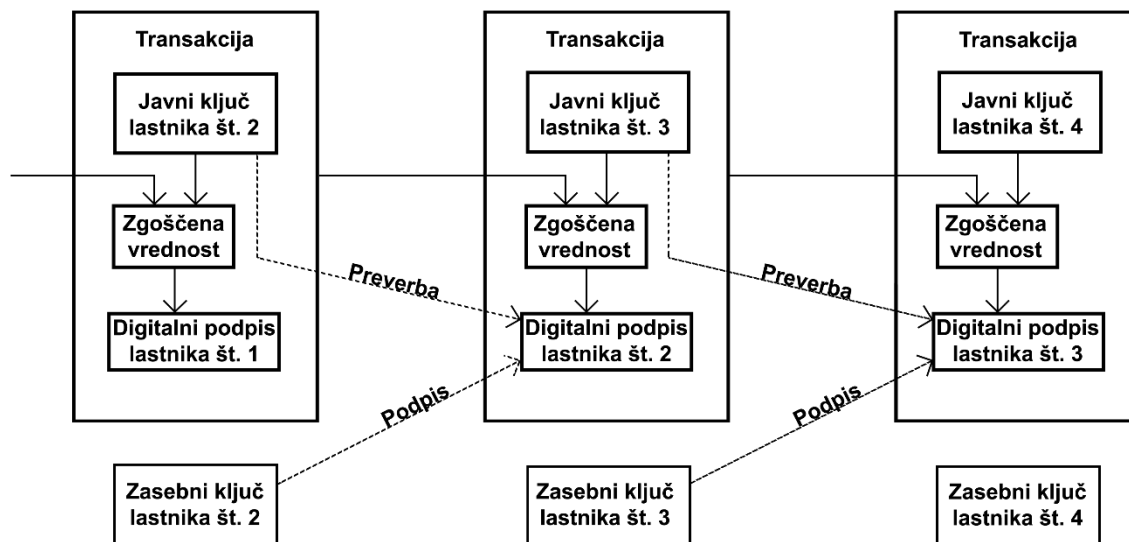 Transakcija
Javni ključ
lastnika št. 2
Zgoščena
vrednost
Digitalni podpis
lastnika št. 1
Zasebni ključ
lastnika št. 2
Preverba
Podpis
Transakcija
Javni ključ
lastnika št. 3
Zgoščena
vrednost
Digitalni podpis
lastnika št. 2
Zasebni ključ
lastnika št. 3
Preverba
Podpis
Transakcija
Javni ključ
lastnika št. 4
Zgoščena
vrednost
Digitalni podpis
lastnika št. 3
Zasebni ključ
lastnika št. 4